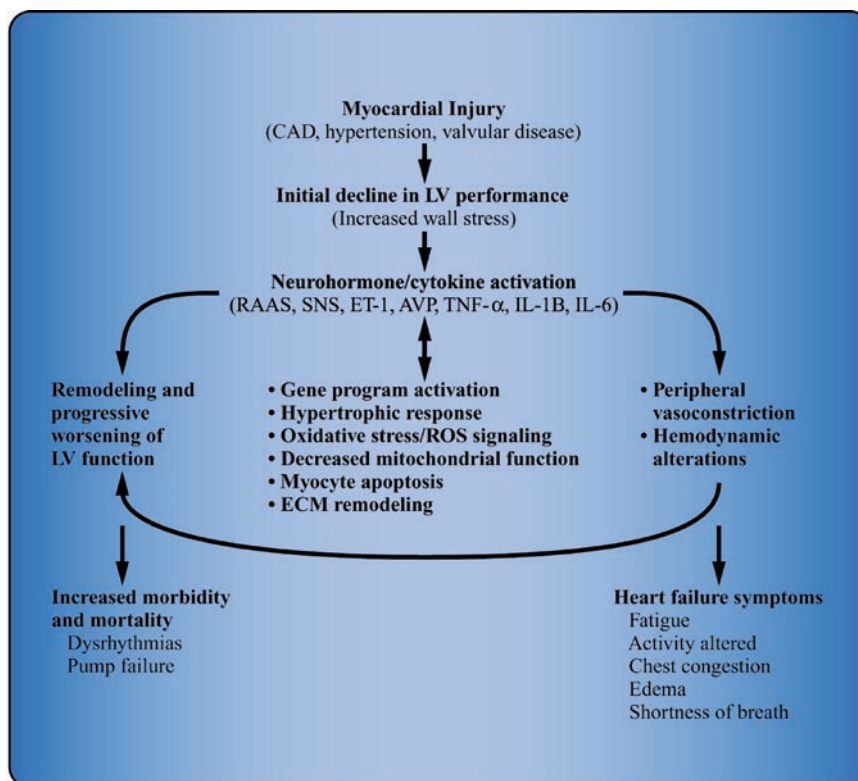 Myocardial Injury
(CAD, hypertension, valvular disease)
Initial decline in LV performance
(Increased wall stress)
Neurohormone/cytokine activation
(RAAS, SNS, ET-1, AVP, TNF-α, IL-1B, IL-6)
Remodeling and
progressive
worsening of
LV function
• Gene program activation
• Hypertrophic response
• Oxidative stress/ROS signaling
• Decreased mitochondrial function
• Myocyte apoptosis
• ECM remodeling
• Peripheral
vasoconstriction
• Hemodynamic
alterations
Increased morbidity
and mortality
Dysrhythmias
Pump failure
Heart failure symptoms
Fatigue
Activity altered
Chest congestion
Edema
Shortness of breath